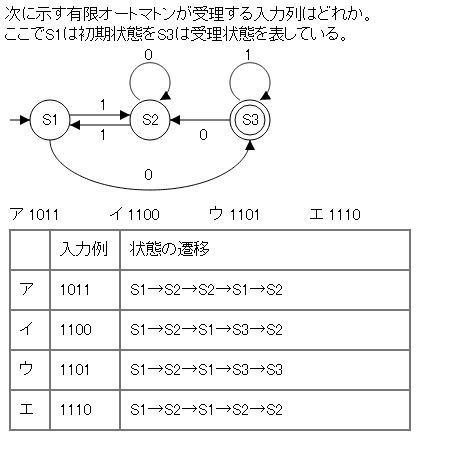 次に示す有限オートマトンが受理する入力列はどれか。
ここでS1は初期状態をS3は受理状態を表している。
0 1
S1 1 S2 S3
1 0
0
ア 1011 イ 1100 ウ 1101 エ 1110
入力例 状態の遷移
ア 1011 S1→S2→S2→S1→S2
イ 1100 S1→S2→S1→S3→S2
ウ 1101 S1→S2→S1→S3→S3
エ 1110 S1→S2→S1→S2→S2